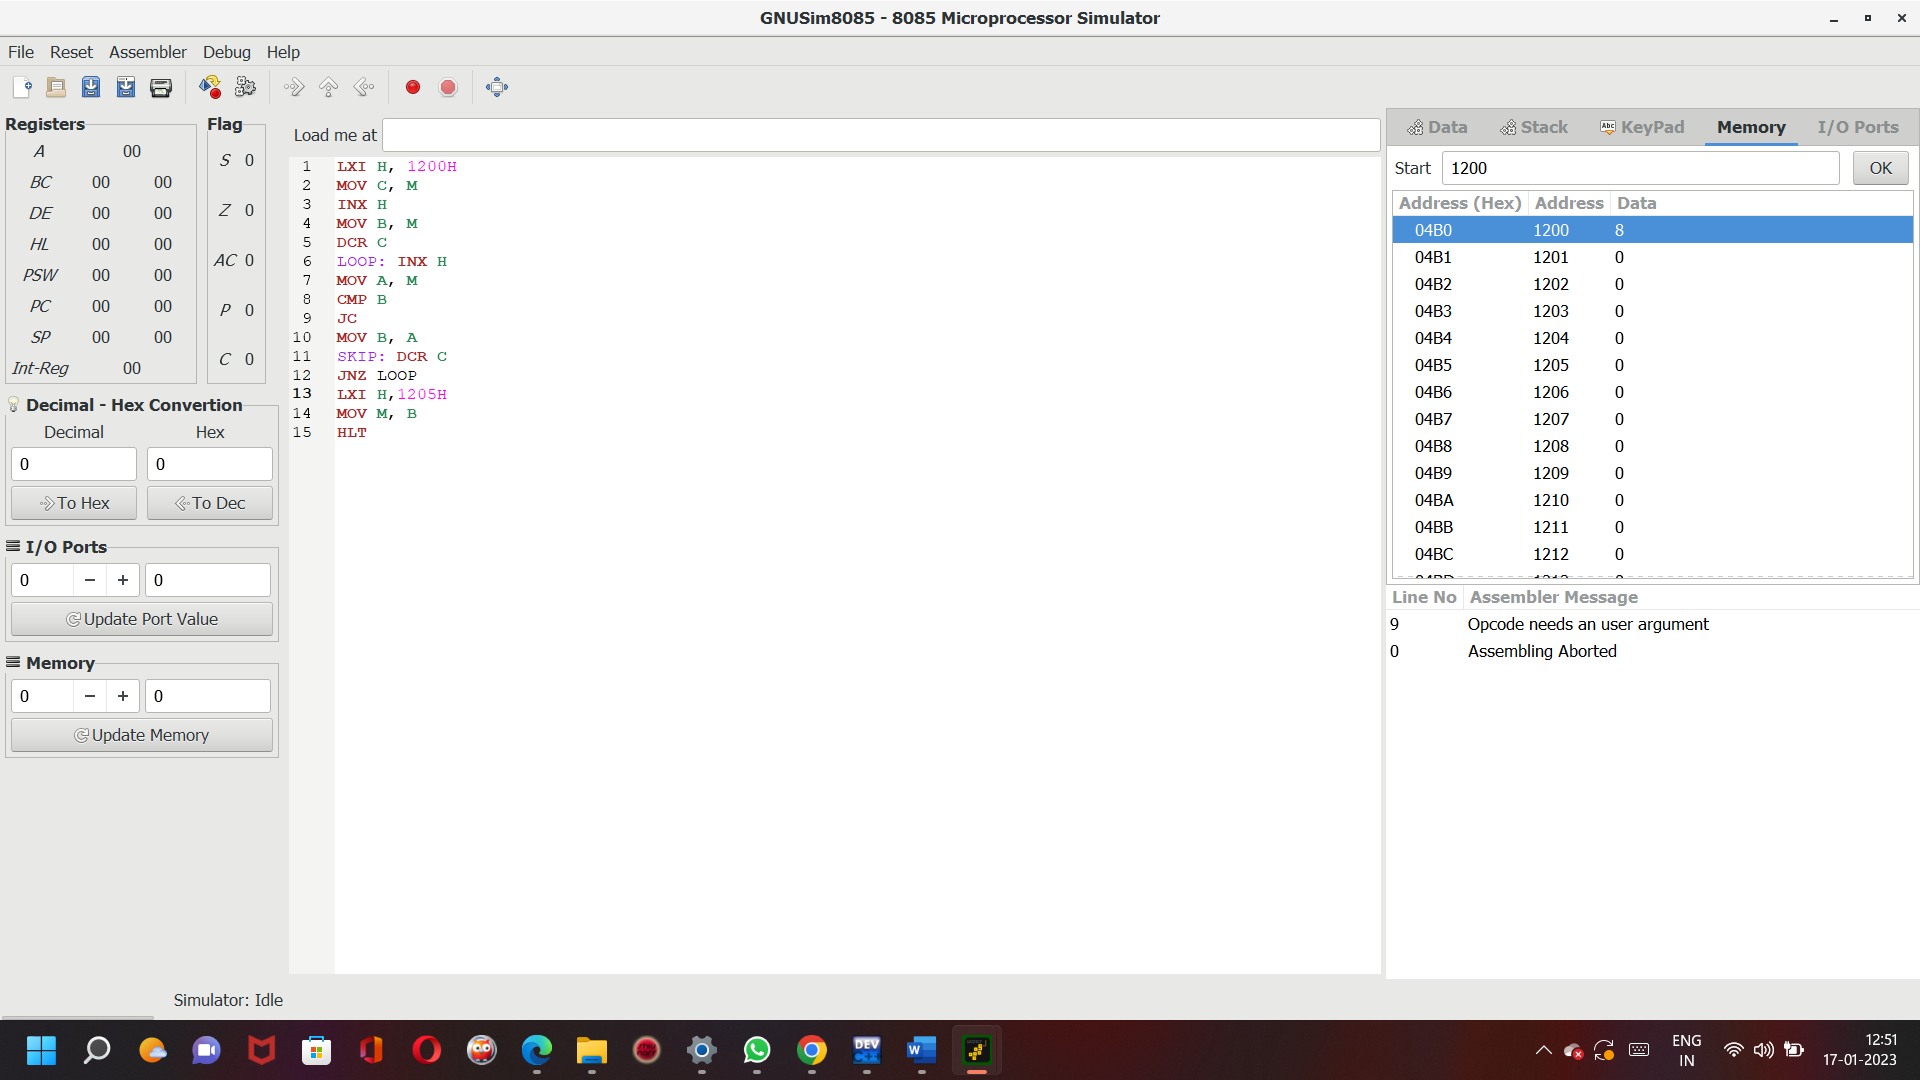 GNUSim8085 - 8085 Microprocessor Simulator
File Reset Assembler Debug Help
Registers
A 00
BC 00 00
DE 00 00
HL 00 00
PSW 00 00
PC 00 00
SP 00 00
Int-Reg 00
Flag
S 0
Z 0
AC 0
P 0
C 0
Decimal - Hex Convertion
Decimal Hex
0 0
To Hex To Dec
I/O Ports
0 − + 0
Update Port Value
Memory
0 − + 0
Update Memory
Load me at
1 LXI H, 1200H
2 MOV C, M
3 INX H
4 MOV B, M
5 DCR C
6 LOOP: INX H
7 MOV A, M
8 CMP B
9 JC
10 MOV B, A
11 SKIP: DCR C
12 JNZ LOOP
13 LXI H,1205H
14 MOV M, B
15 HLT
Data Stack Abc KeyPad Memory I/O Ports
Start 1200 OK
Address (Hex) Address Data
04B0 1200 8
04B1 1201 0
04B2 1202 0
04B3 1203 0
04B4 1204 0
04B5 1205 0
04B6 1206 0
04B7 1207 0
04B8 1208 0
04B9 1209 0
04BA 1210 0
04BB 1211 0
04BC 1212 0
Line No Assembler Message
9 Opcode needs an user argument
0 Assembling Aborted
Simulator: Idle
DEV
C++
W
ENG
IN
12:51
17-01-2023